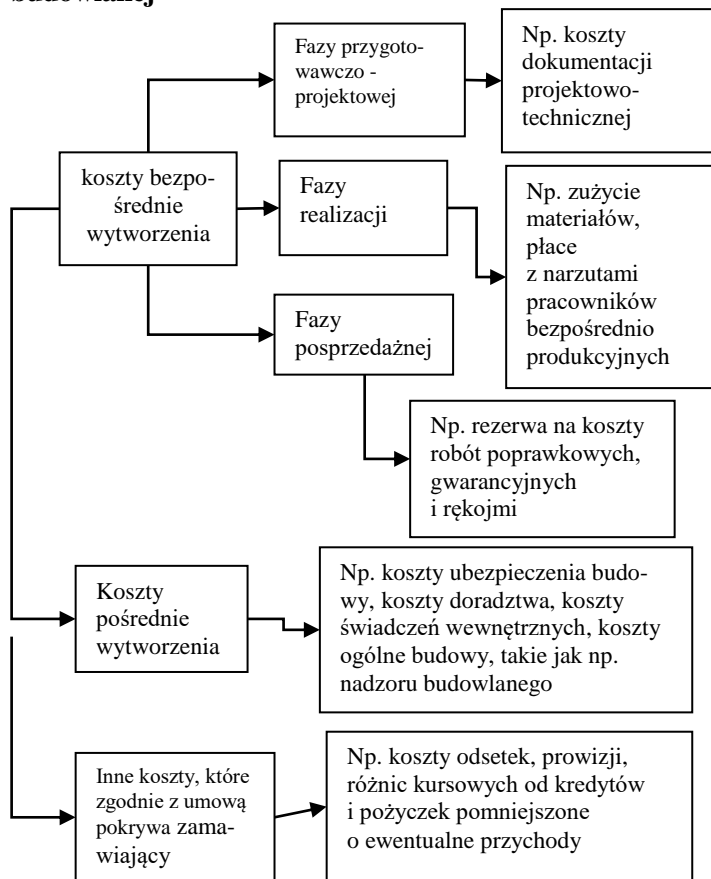 budowlanej
Fazy przygoto-
wawczo -
projektowej
Np. koszty
dokumentacji
projektowo-
technicznej
koszty bezpo-
średnie
wytworzenia
Fazy
realizacji
Np. zużycie
materiałów,
płace
z narzutami
pracowników
bezpośrednio
produkcyjnych
Fazy
posprzedażnej
Np. rezerwa na koszty
robót poprawkowych,
gwarancyjnych
i rękojmi
Koszty
pośrednie
wytworzenia
Np. koszty ubezpieczenia budo-
wy, koszty doradztwa, koszty
świadczeń wewnętrznych, koszty
ogólne budowy, takie jak np.
nadzoru budowlanego
Inne koszty, które
zgodnie z umową
pokrywa zama-
wiający
Np. koszty odsetek, prowizji,
różnic kursowych od kredytów
i pożyczek pomniejszone
o ewentualne przychody